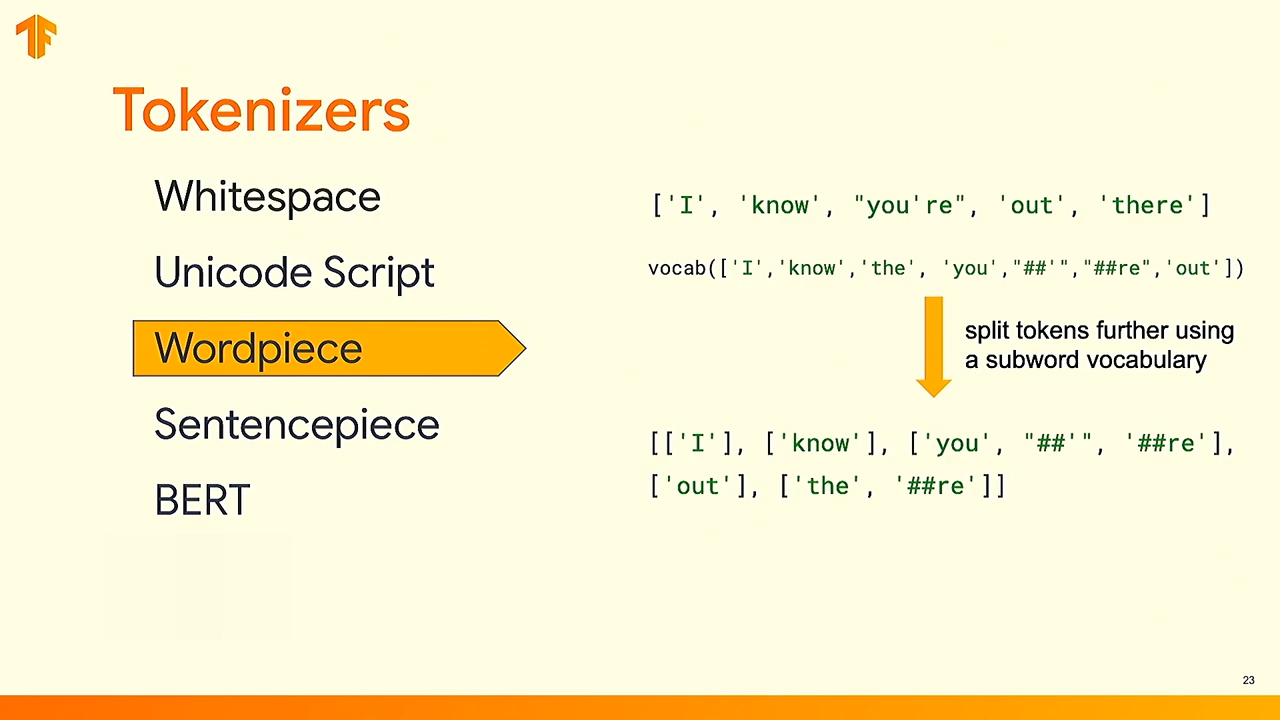 Tokenizers
Whitespace
Unicode Script
Wordpiece
Sentencepiece
BERT
['I', 'know', "you're", 'out', 'there']
vocab(['I','know','the', 'you',"##'","##re",'out'])
split tokens further using
a subword vocabulary
[['I'], ['know'], ['you', "##'", '##re'],
['out'], ['the', '##re']]
23